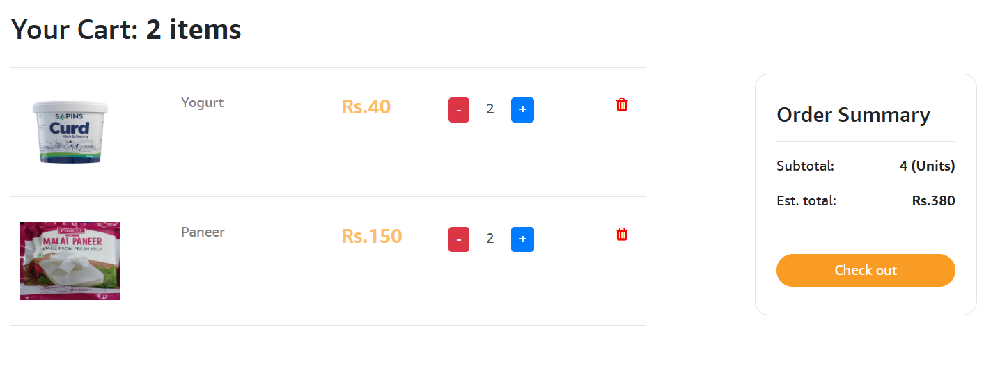 Your Cart: 2 items
SAPINS
Curd
Rich & Creamy
Yogurt
Rs.40
- 2 +
Paneer
MALAI PANEER
MADE FROM FRESH MILK
Paneer
Rs.150
- 2 +
Order Summary
Subtotal: 4 (Units)
Est. total: Rs.380
Check out